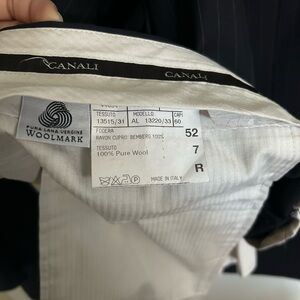 CANALI
CANALI
TESSUTO MODELLO CAPI
13515/31 AL 13220/33 60
FODERA
RAYON CUPRO BEMBERG 100%
52
TESSUTO
100% Pure Wool
7
R
MADE IN ITALY
PURA LANA VERGINE
WOOLMARK